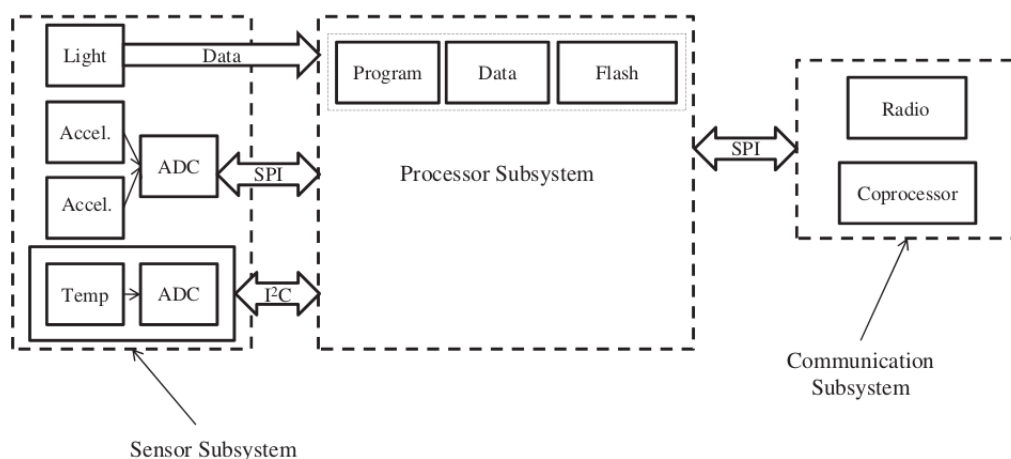 Light
Data
Program
Data
Flash
Radio
Accel.
ADC
SPI
Processor Subsystem
SPI
Coprocessor
Accel.
Temp
ADC
I²C
Communication
Subsystem
Sensor Subsystem